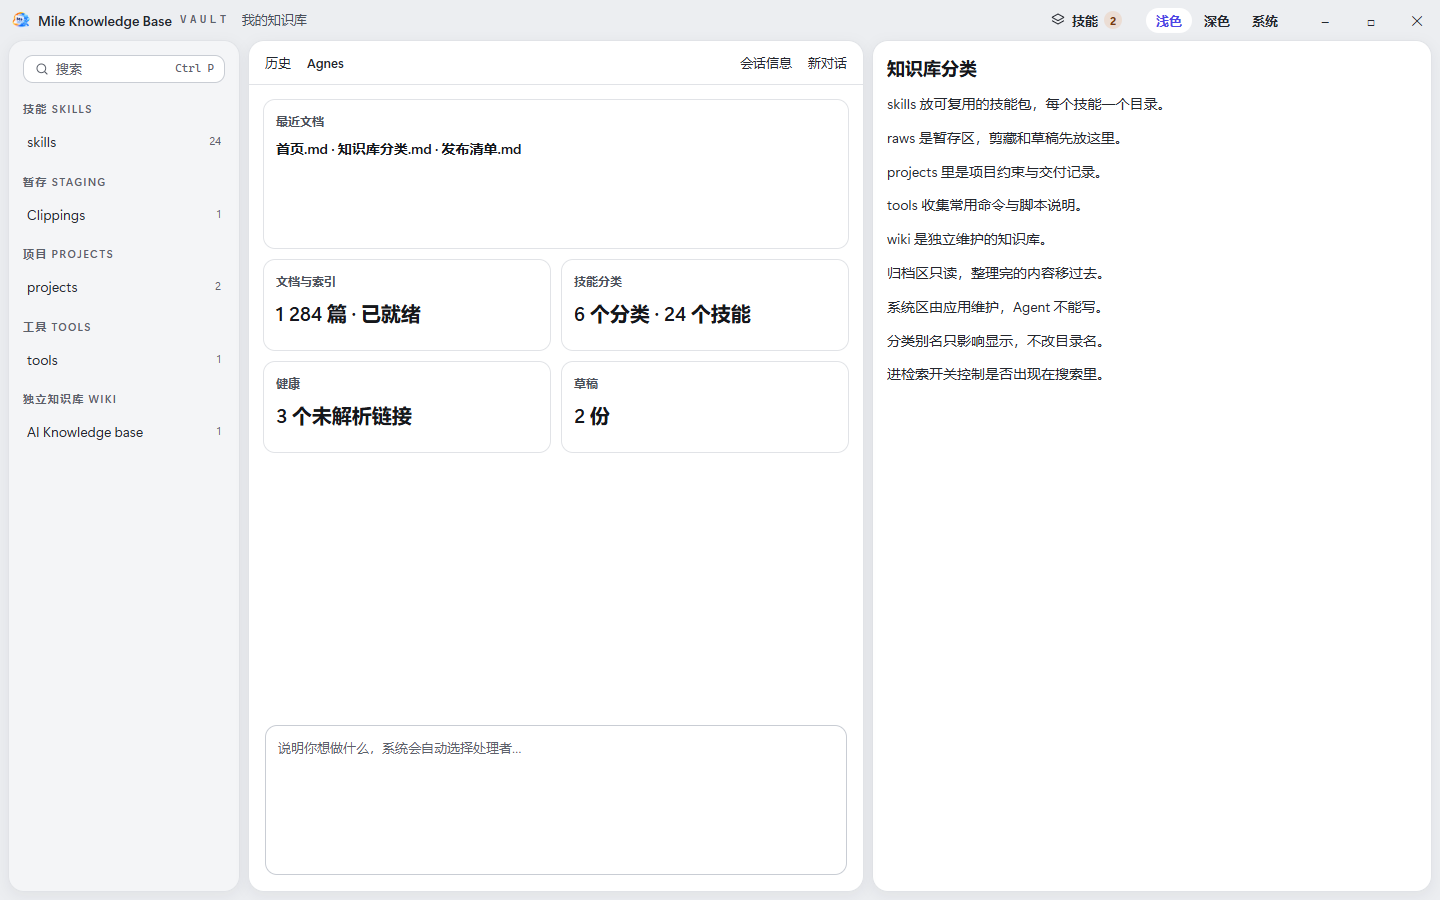 Mile Knowledge Base VAULT 我的知识库
技能 2 浅色 深色 系统
搜索 Ctrl P
技能 SKILLS
skills 24
暂存 STAGING
Clippings 1
项目 PROJECTS
projects 2
工具 TOOLS
tools 1
独立知识库 WIKI
AI Knowledge base 1
历史 Agnes 会话信息 新对话
最近文档
首页.md · 知识库分类.md · 发布清单.md
文档与索引
1 284 篇 · 已就绪
技能分类
6 个分类 · 24 个技能
健康
3 个未解析链接
草稿
2 份
说明你想做什么，系统会自动选择处理者...
知识库分类
skills 放可复用的技能包，每个技能一个目录。
raws 是暂存区，剪藏和草稿先放这里。
projects 里是项目约束与交付记录。
tools 收集常用命令与脚本说明。
wiki 是独立维护的知识库。
归档区只读，整理完的内容移过去。
系统区由应用维护，Agent 不能写。
分类别名只影响显示，不改目录名。
进检索开关控制是否出现在搜索里。